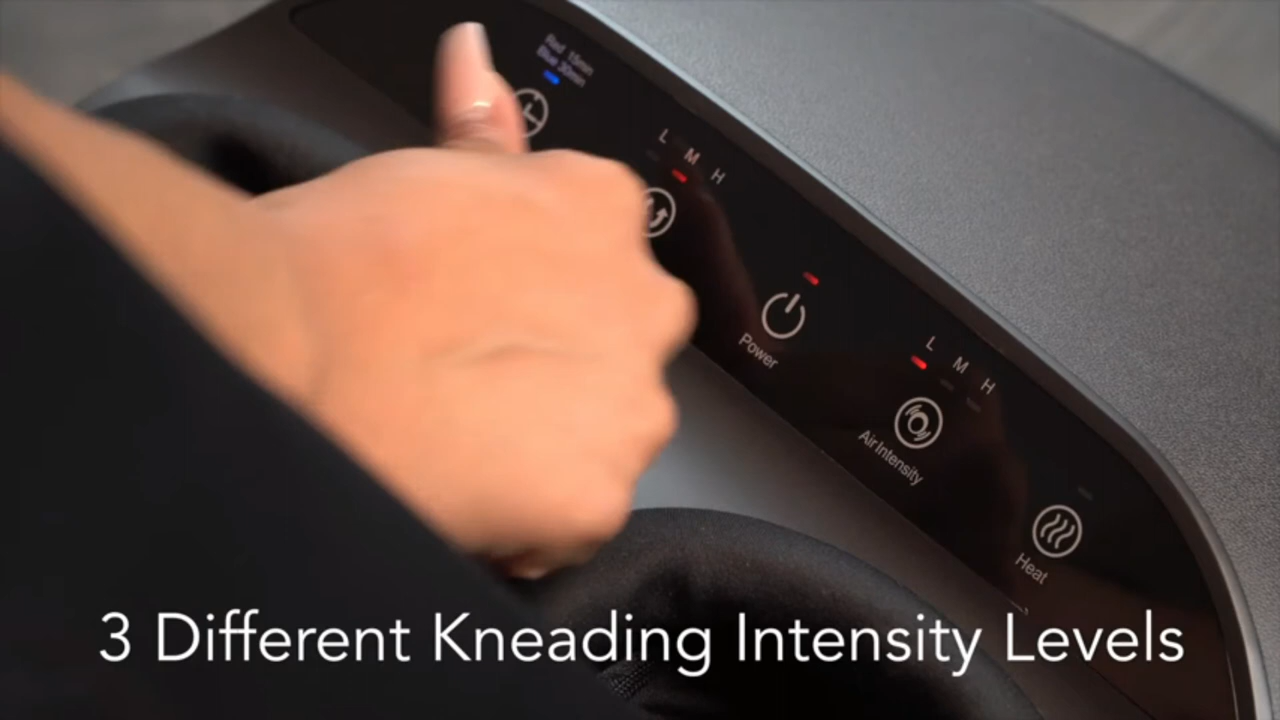 Red 15min
Blue 30min
L M H
Power
L M H
Air Intensity
Heat
3 Different Kneading Intensity Levels